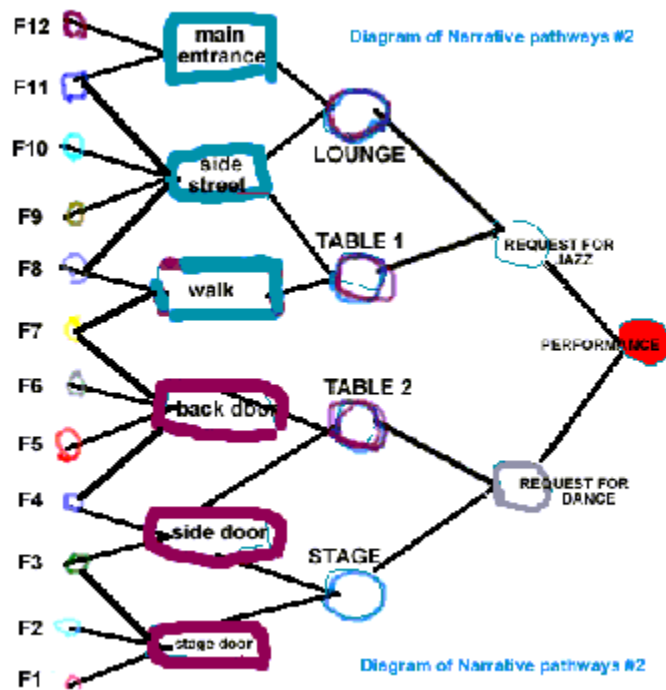 F12
main
entrance
Diagram of Narrative pathways #2
F11
F10
side
street
LOUNGE
F9
TABLE 1
F8
REQUEST FOR
JAZZ
walk
F7
PERFORMANCE
F6
back door
TABLE 2
F5
REQUEST FOR
DANCE
F4
side door
F3
STAGE
F2
stage door
F1
Diagram of Narrative pathways #2